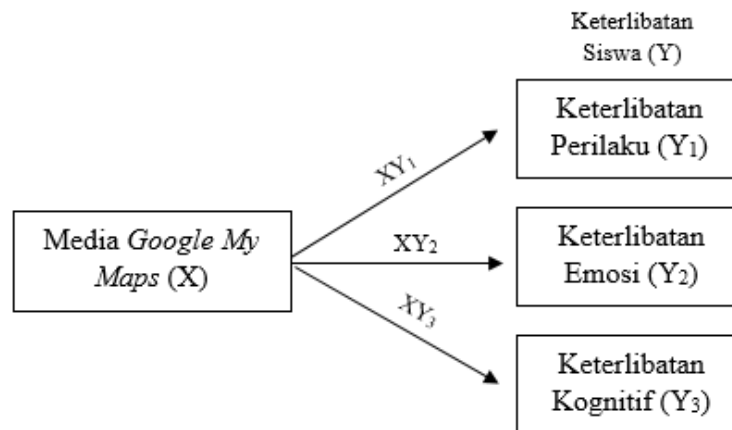 Keterlibatan
Siswa (Y)
Keterlibatan
Perilaku (Y₁)
XY₁
Media Google My
Maps (X)
XY₂
Keterlibatan
Emosi (Y₂)
XY₃
Keterlibatan
Kognitif (Y₃)